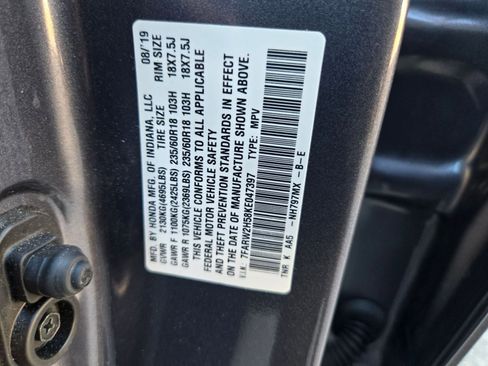 MFD. BY HONDA MFG. OF INDIANA, LLC 08/'19
GVWR 2130KG(4695LBS) RIM SIZE
GAWR F 1100KG(2425LBS) 235/60R18 103H 18X7.5J
GAWR R 1075KG(2369LBS) 235/60R18 103H 18X7.5J
THIS VEHICLE CONFORMS TO ALL APPLICABLE
FEDERAL MOTOR VEHICLE SAFETY
AND THEFT PREVENTION STANDARDS IN EFFECT
ON THE DATE OF MANUFACTURE SHOWN ABOVE.
V.I.N. 7FARW2H58KE047397 TYPE: MPV
TNR K AA5 - NH797MX -B-E